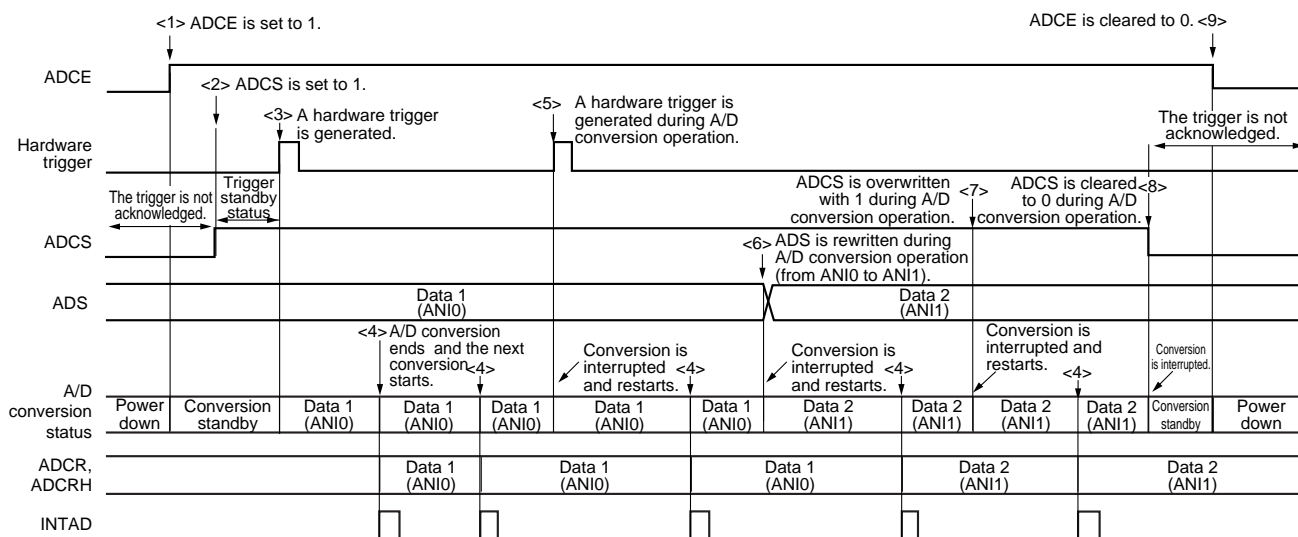 <1> ADCE is set to 1.
ADCE is cleared to 0. <9>
ADCE
<2> ADCS is set to 1.
<3> A hardware trigger
is generated.
<5> A hardware trigger is
generated during A/D
conversion operation.
The trigger is not
acknowledged.
Hardware
trigger
The trigger is not
acknowledged.
Trigger
standby
status
ADCS is overwritten
with 1 during A/D
conversion operation.
<7>
ADCS is cleared
to 0 during A/D
conversion operation.
<8>
ADCS
<6> ADS is rewritten during
A/D conversion operation
(from ANI0 to ANI1).
ADS
Data 1
(ANI0)
Data 2
(ANI1)
<4> A/D conversion
ends and the next
conversion
starts.
<4>
Conversion is
interrupted
and restarts.
<4>
Conversion is
interrupted
and restarts.
<4>
Conversion is
interrupted and
restarts.
<4>
Conversion
is interrupted.
A/D
conversion
status
Power
down
Conversion
standby
Data 1
(ANI0)
Data 1
(ANI0)
Data 1
(ANI0)
Data 1
(ANI0)
Data 1
(ANI0)
Data 2
(ANI1)
Data 2
(ANI1)
Data 2
(ANI1)
Data 2
(ANI1)
Conversion
standby
Power
down
ADCR,
ADCRH
Data 1
(ANI0)
Data 1
(ANI0)
Data 1
(ANI0)
Data 2
(ANI1)
Data 2
(ANI1)
INTAD